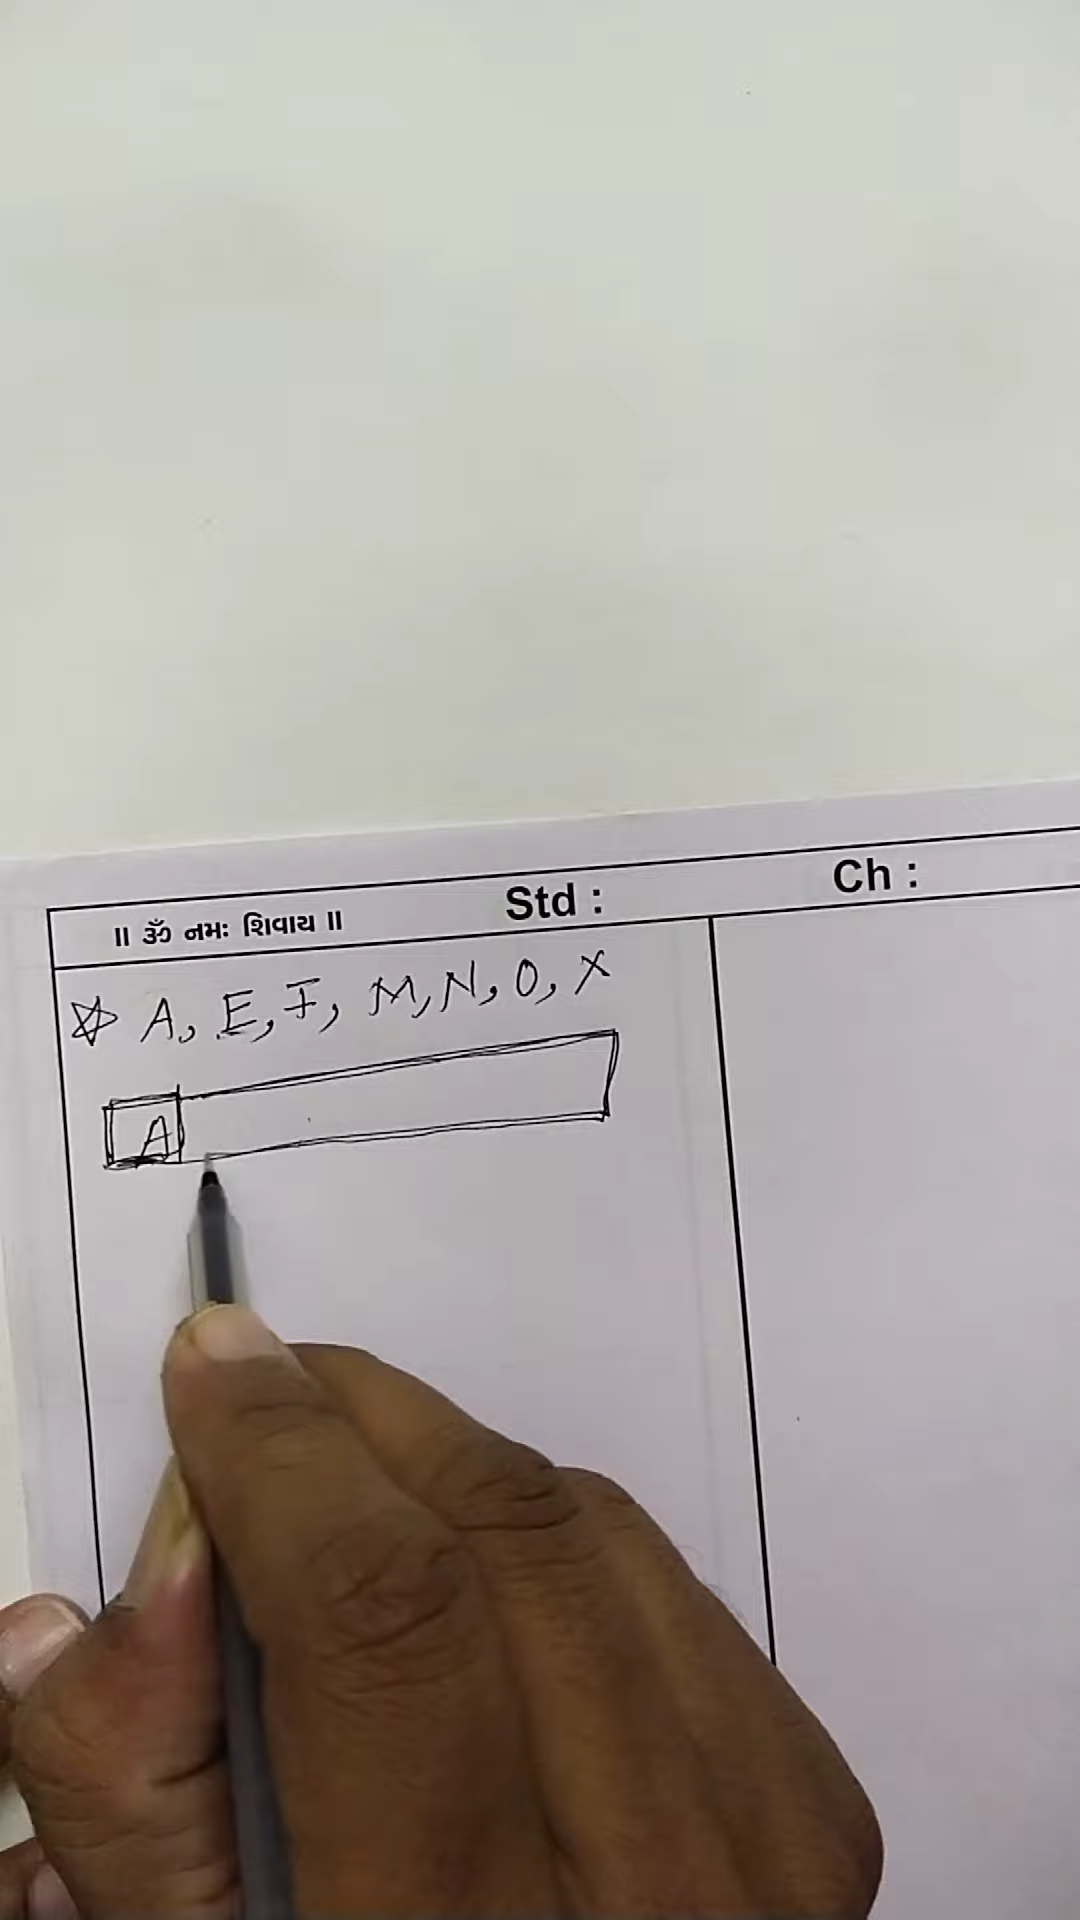 ॥ ૐ નમઃ શિવાય ॥ Std : Ch :
☆ A, E, I, M, N, O, X
A